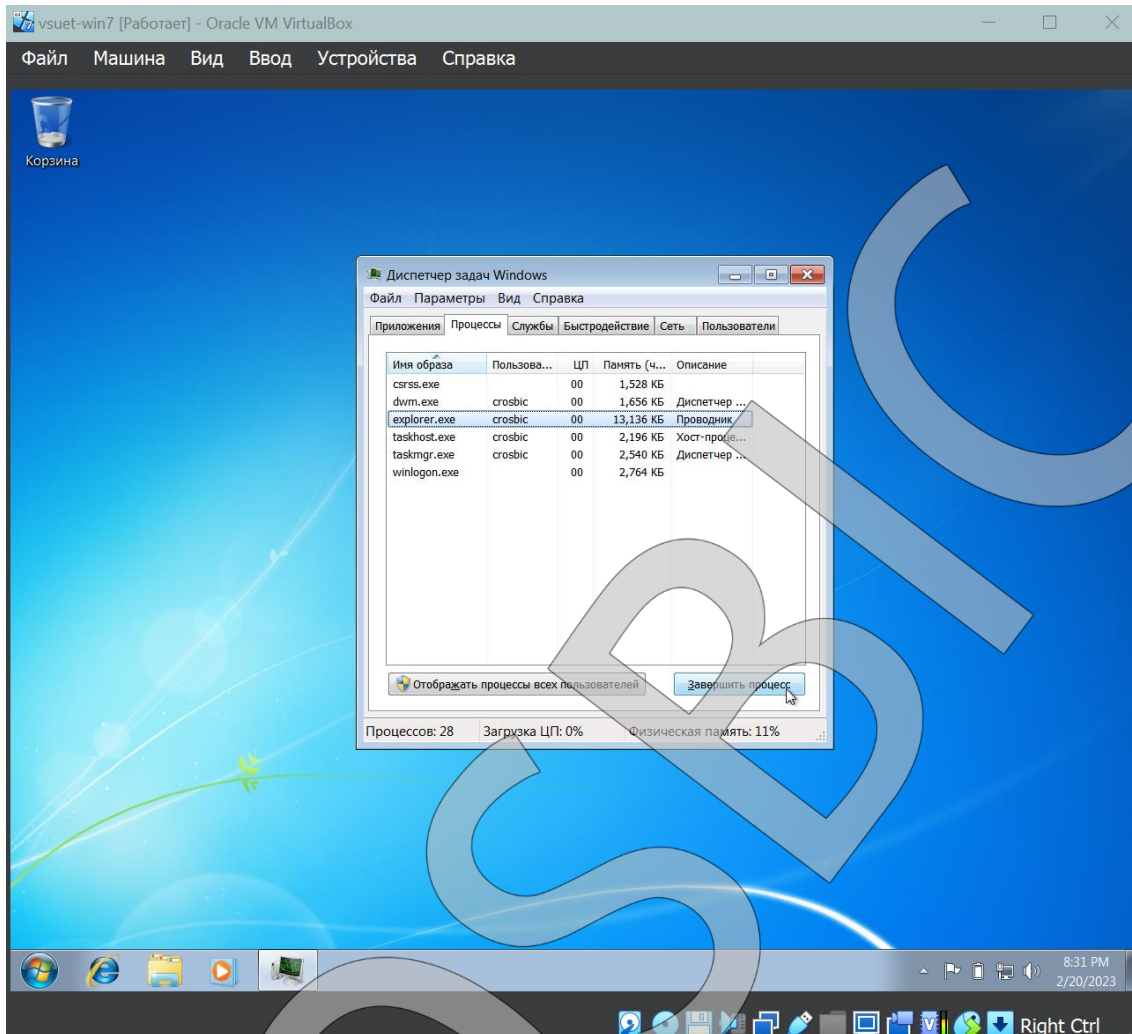 vsuet-win7 [Работает] - Oracle VM VirtualBox
Файл Машина Вид Ввод Устройства Справка
Корзина
Диспетчер задач Windows
Файл Параметры Вид Справка
Приложения Процессы Службы Быстродействие Сеть Пользователи
Имя образа Пользова... ЦП Память (ч... Описание
csrss.exe 00 1,528 КБ
dwm.exe crosbic 00 1,656 КБ Диспетчер ...
explorer.exe crosbic 00 13,136 КБ Проводник
taskhost.exe crosbic 00 2,196 КБ Хост-проце...
taskmgr.exe crosbic 00 2,540 КБ Диспетчер ...
winlogon.exe 00 2,764 КБ
Отображать процессы всех пользователей Завершить процесс
Процессов: 28 Загрузка ЦП: 0% Физическая память: 11%
8:31 PM
2/20/2023
Right Ctrl
SBIC